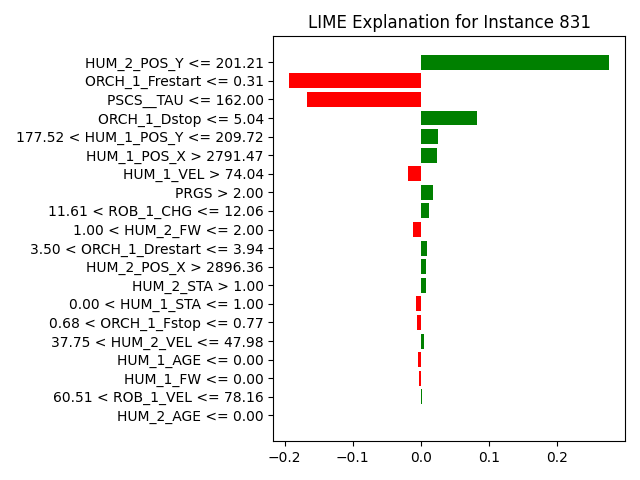 LIME Explanation for Instance 831
HUM_2_POS_Y <= 201.21
ORCH_1_Frestart <= 0.31
PSCS__TAU <= 162.00
ORCH_1_Dstop <= 5.04
177.52 < HUM_1_POS_Y <= 209.72
HUM_1_POS_X > 2791.47
HUM_1_VEL > 74.04
PRGS > 2.00
11.61 < ROB_1_CHG <= 12.06
1.00 < HUM_2_FW <= 2.00
3.50 < ORCH_1_Drestart <= 3.94
HUM_2_POS_X > 2896.36
HUM_2_STA > 1.00
0.00 < HUM_1_STA <= 1.00
0.68 < ORCH_1_Fstop <= 0.77
37.75 < HUM_2_VEL <= 47.98
HUM_1_AGE <= 0.00
HUM_1_FW <= 0.00
60.51 < ROB_1_VEL <= 78.16
HUM_2_AGE <= 0.00
−0.2 −0.1 0.0 0.1 0.2